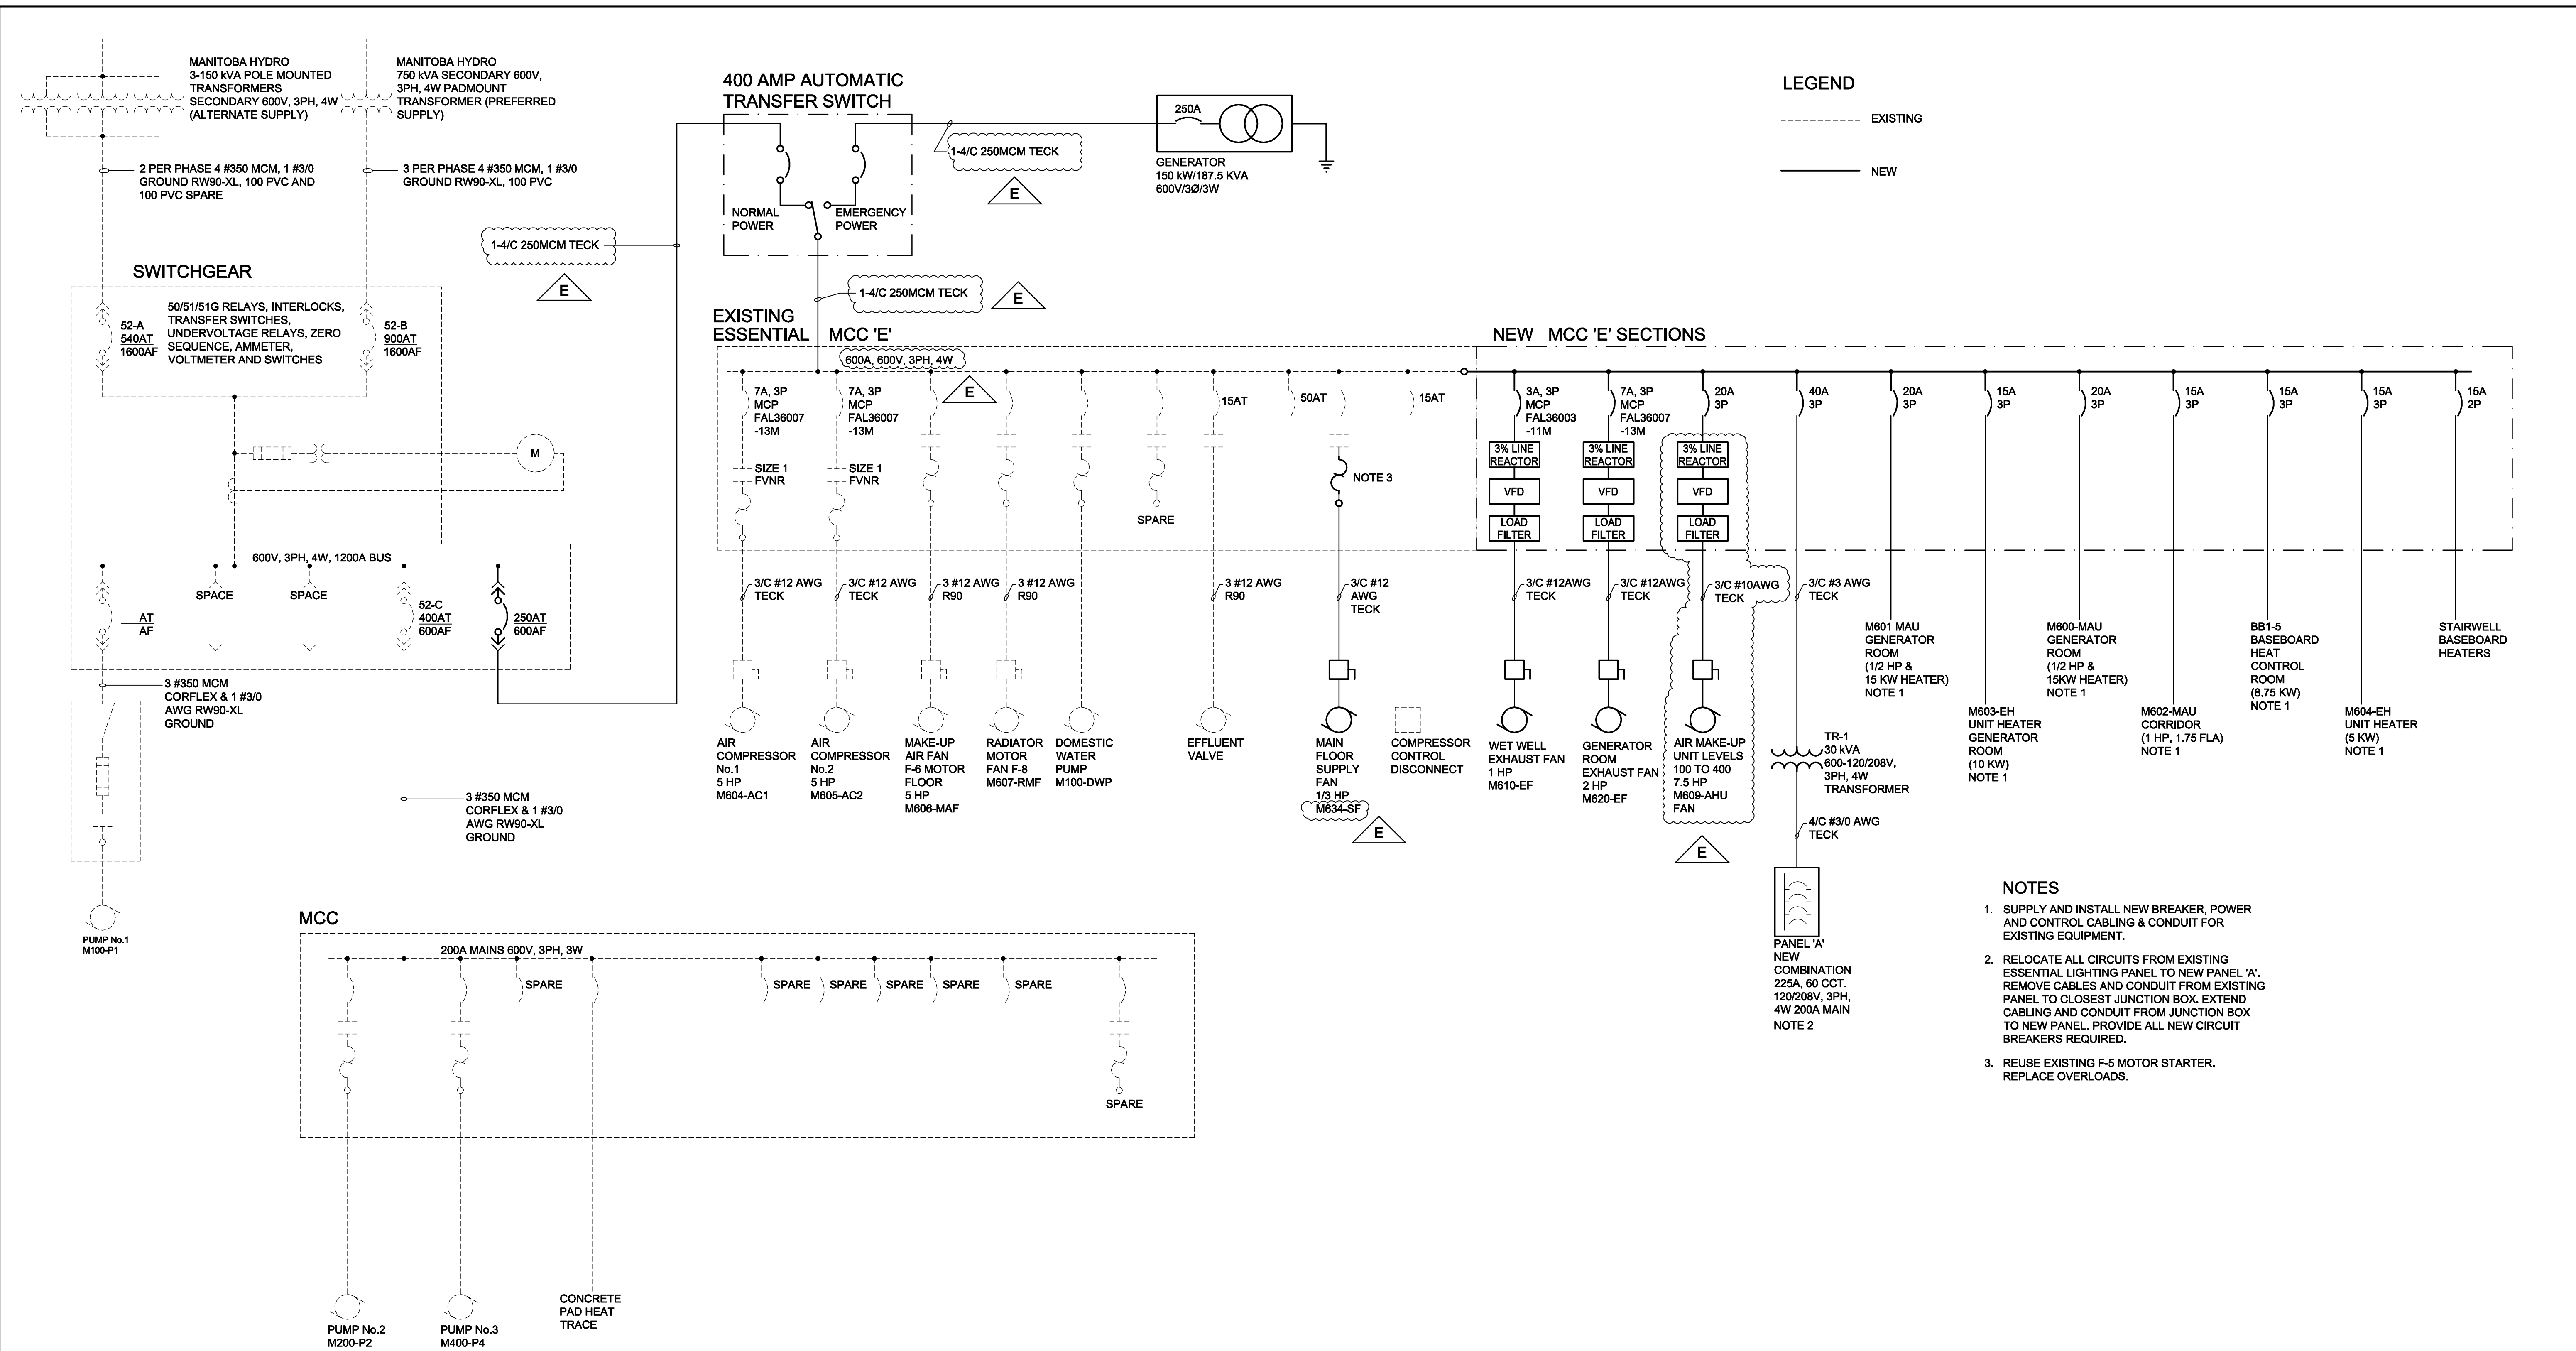 MANITOBA HYDRO
3-150 kVA POLE MOUNTED
TRANSFORMERS
SECONDARY 600V, 3PH, 4W
(ALTERNATE SUPPLY)
MANITOBA HYDRO
750 kVA SECONDARY 600V,
3PH, 4W PADMOUNT
TRANSFORMER (PREFERRED
SUPPLY)
2 PER PHASE 4 #350 MCM, 1 #3/0
GROUND RW90-XL, 100 PVC AND
100 PVC SPARE
3 PER PHASE 4 #350 MCM, 1 #3/0
GROUND RW90-XL, 100 PVC
400 AMP AUTOMATIC
TRANSFER SWITCH
NORMAL
POWER
EMERGENCY
POWER
1-4/C 250MCM TECK
E
250A
GENERATOR
150 kW/187.5 KVA
600V/3Ø/3W
LEGEND
EXISTING
NEW
1-4/C 250MCM TECK
E
1-4/C 250MCM TECK
E
SWITCHGEAR
52-A
540AT
1600AF
50/51/51G RELAYS, INTERLOCKS,
TRANSFER SWITCHES,
UNDERVOLTAGE RELAYS, ZERO
SEQUENCE, AMMETER,
VOLTMETER AND SWITCHES
52-B
900AT
1600AF
M
600V, 3PH, 4W, 1200A BUS
AT
AF
SPACE
SPACE
52-C
400AT
600AF
250AT
600AF
3 #350 MCM
CORFLEX & 1 #3/0
AWG RW90-XL
GROUND
PUMP No.1
M100-P1
3 #350 MCM
CORFLEX & 1 #3/0
AWG RW90-XL
GROUND
EXISTING
ESSENTIAL MCC 'E'
600A, 600V, 3PH, 4W
E
7A, 3P
MCP
FAL36007
-13M
7A, 3P
MCP
FAL36007
-13M
SIZE 1
FVNR
SIZE 1
FVNR
SPARE
15AT
50AT
NOTE 3
15AT
3/C #12 AWG
TECK
3/C #12 AWG
TECK
3 #12 AWG
R90
3 #12 AWG
R90
3 #12 AWG
R90
3/C #12
AWG
TECK
AIR
COMPRESSOR
No.1
5 HP
M604-AC1
AIR
COMPRESSOR
No.2
5 HP
M605-AC2
MAKE-UP
AIR FAN
F-6 MOTOR
FLOOR
5 HP
M606-MAF
RADIATOR
MOTOR
FAN F-8
M607-RMF
DOMESTIC
WATER
PUMP
M100-DWP
EFFLUENT
VALVE
MAIN
FLOOR
SUPPLY
FAN
1/3 HP
M634-SF
E
COMPRESSOR
CONTROL
DISCONNECT
NEW MCC 'E' SECTIONS
3A, 3P
MCP
FAL36003
-11M
7A, 3P
MCP
FAL36007
-13M
20A
3P
40A
3P
20A
3P
15A
3P
20A
3P
15A
3P
15A
3P
15A
3P
15A
2P
3% LINE
REACTOR
VFD
LOAD
FILTER
3% LINE
REACTOR
VFD
LOAD
FILTER
3% LINE
REACTOR
VFD
LOAD
FILTER
3/C #12AWG
TECK
3/C #12AWG
TECK
3/C #10AWG
TECK
3/C #3 AWG
TECK
WET WELL
EXHAUST FAN
1 HP
M610-EF
GENERATOR
ROOM
EXHAUST FAN
2 HP
M620-EF
AIR MAKE-UP
UNIT LEVELS
100 TO 400
7.5 HP
M609-AHU
FAN
E
TR-1
30 kVA
600-120/208V,
3PH, 4W
TRANSFORMER
4/C #3/0 AWG
TECK
PANEL 'A'
NEW
COMBINATION
225A, 60 CCT.
120/208V, 3PH,
4W 200A MAIN
NOTE 2
M601 MAU
GENERATOR
ROOM
(1/2 HP &
15 KW HEATER)
NOTE 1
M603-EH
UNIT HEATER
GENERATOR
ROOM
(10 KW)
NOTE 1
M600-MAU
GENERATOR
ROOM
(1/2 HP &
15KW HEATER)
NOTE 1
M602-MAU
CORRIDOR
(1 HP, 1.75 FLA)
NOTE 1
BB1-5
BASEBOARD
HEAT
CONTROL
ROOM
(8.75 KW)
NOTE 1
M604-EH
UNIT HEATER
(5 KW)
NOTE 1
STAIRWELL
BASEBOARD
HEATERS
MCC
200A MAINS 600V, 3PH, 3W
SPARE
SPARE
SPARE
SPARE
SPARE
SPARE
SPARE
PUMP No.2
M200-P2
PUMP No.3
M400-P4
CONCRETE
PAD HEAT
TRACE
NOTES
1. SUPPLY AND INSTALL NEW BREAKER, POWER
AND CONTROL CABLING & CONDUIT FOR
EXISTING EQUIPMENT.
2. RELOCATE ALL CIRCUITS FROM EXISTING
ESSENTIAL LIGHTING PANEL TO NEW PANEL 'A'.
REMOVE CABLES AND CONDUIT FROM EXISTING
PANEL TO CLOSEST JUNCTION BOX. EXTEND
CABLING AND CONDUIT FROM JUNCTION BOX
TO NEW PANEL. PROVIDE ALL NEW CIRCUIT
BREAKERS REQUIRED.
3. REUSE EXISTING F-5 MOTOR STARTER.
REPLACE OVERLOADS.